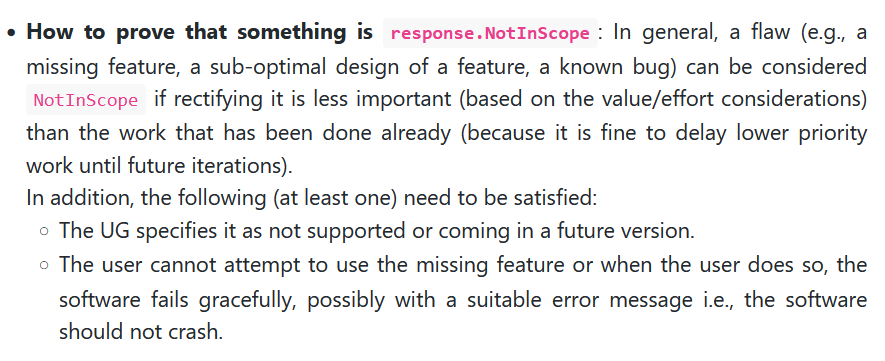 • How to prove that something is response.NotInScope: In general, a flaw (e.g., a
missing feature, a sub-optimal design of a feature, a known bug) can be considered
NotInScope if rectifying it is less important (based on the value/effort considerations)
than the work that has been done already (because it is fine to delay lower priority
work until future iterations).
In addition, the following (at least one) need to be satisfied:
○ The UG specifies it as not supported or coming in a future version.
○ The user cannot attempt to use the missing feature or when the user does so, the
software fails gracefully, possibly with a suitable error message i.e., the software
should not crash.